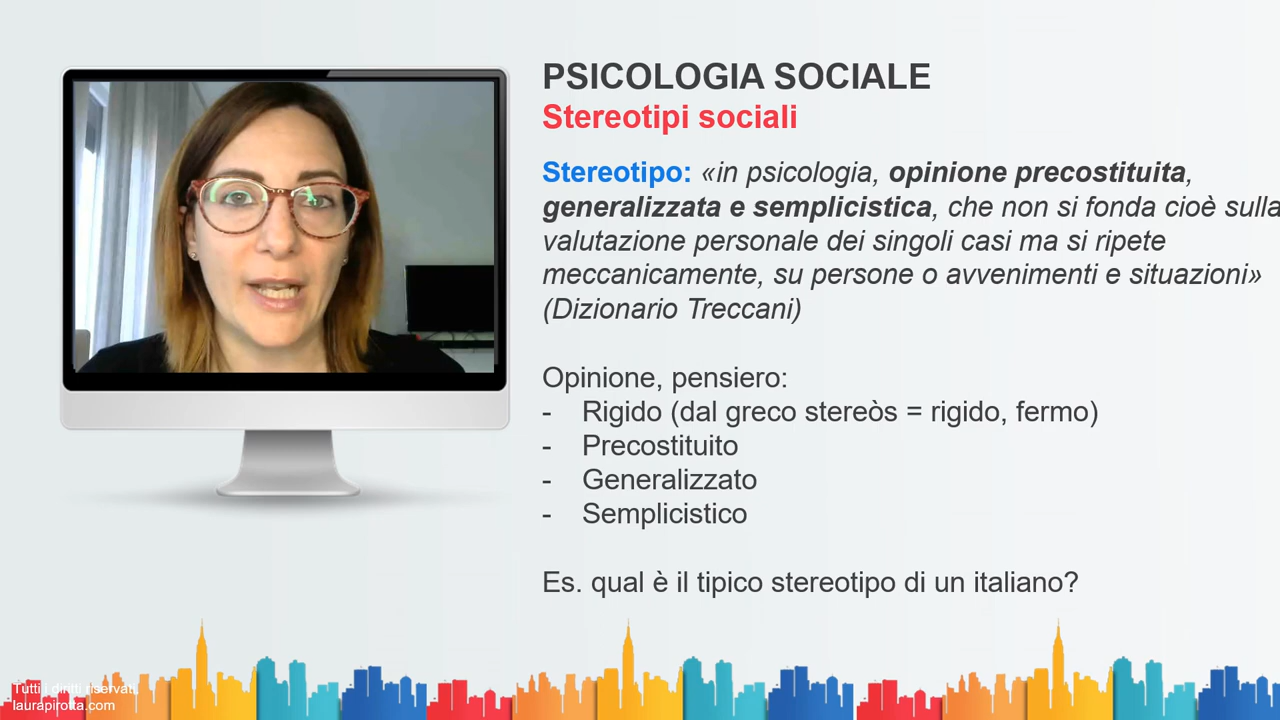 PSICOLOGIA SOCIALE
Stereotipi sociali
Stereotipo: «in psicologia, opinione precostituita,
generalizzata e semplicistica, che non si fonda cioè sulla
valutazione personale dei singoli casi ma si ripete
meccanicamente, su persone o avvenimenti e situazioni»
(Dizionario Treccani)
Opinione, pensiero:
- Rigido (dal greco stereòs = rigido, fermo)
- Precostituito
- Generalizzato
- Semplicistico
Es. qual è il tipico stereotipo di un italiano?
Tutti i diritti riservati
laurapirotta.com